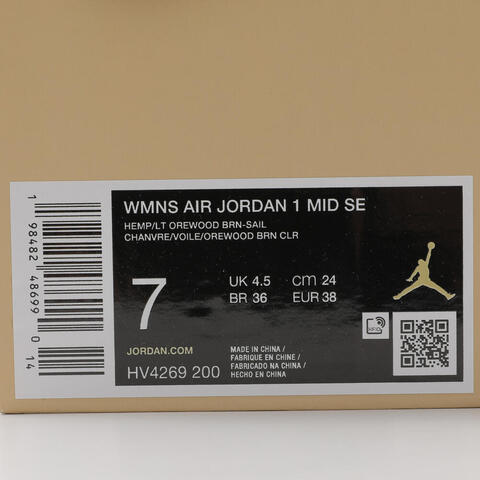 WMNS AIR JORDAN 1 MID SE
HEMP/LT OREWOOD BRN-SAIL
CHANVRE/VOILE/OREWOOD BRN CLR
7
UK 4.5 cm 24
BR 36 EUR 38
JORDAN.COM
HV4269 200
MADE IN CHINA /
FABRIQUE EN CHINE /
FABRICADO NA CHINA /
HECHO EN CHINA
RFID
1 98482 48699 0 14